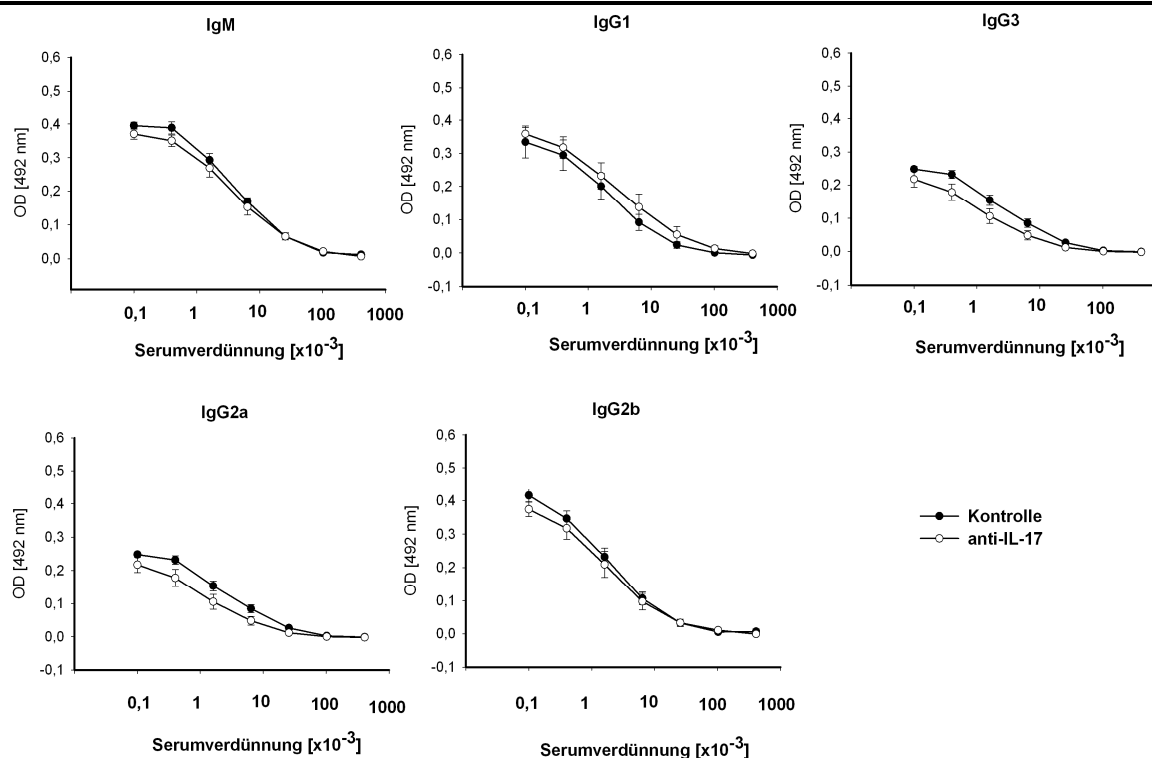 IgM
0,6
0,5
0,4
0,3
0,2
0,1
0,0
OD [492 nm]
0,1 1 10 100 1000
Serumverdünnung [x10-3]
IgG1
0,6
0,5
0,4
0,3
0,2
0,1
0,0
-0,1
OD [492 nm]
0,1 1 10 100 1000
Serumverdünnung [x10-3]
IgG3
0,6
0,5
0,4
0,3
0,2
0,1
0,0
-0,1
OD [492 nm]
0,1 1 10 100
Serumverdünnung [x10-3]
IgG2a
0,6
0,5
0,4
0,3
0,2
0,1
0,0
-0,1
OD [492 nm]
0,1 1 10 100 1000
Serumverdünnung [x10-3]
IgG2b
0,6
0,5
0,4
0,3
0,2
0,1
0,0
-0,1
OD [492 nm]
0,1 1 10 100 1000
Serumverdünnung [x10-3]
Kontrolle
anti-IL-17